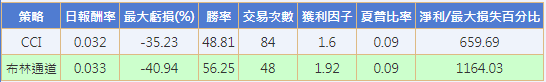 策略 日報酬率 最大虧損(%) 勝率 交易次數 獲利因子 夏普比率 淨利/最大損失百分比
CCI 0.032 -35.23 48.81 84 1.6 0.09 659.69
布林通道 0.033 -40.94 56.25 48 1.92 0.09 1164.03